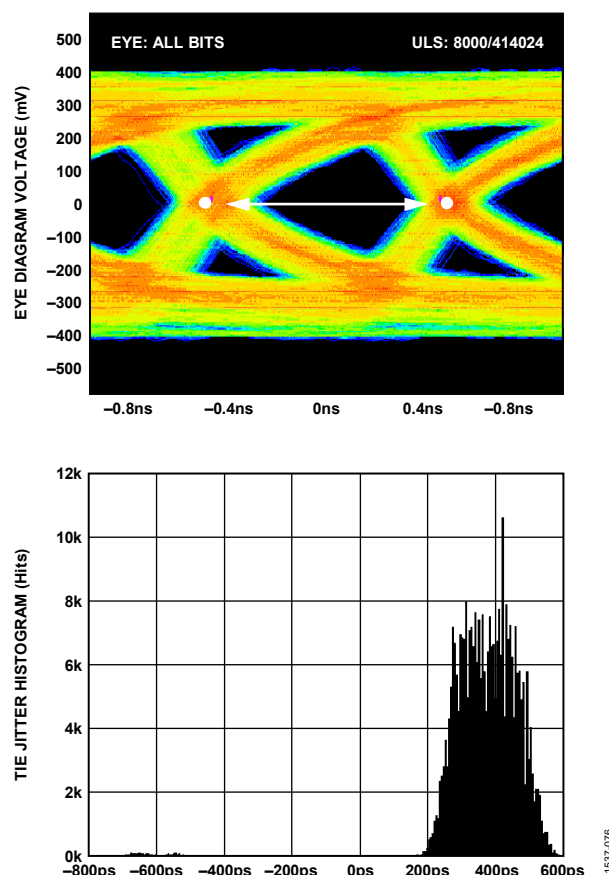 EYE: ALL BITS ULS: 8000/414024
EYE DIAGRAM VOLTAGE (mV)
500
400
300
200
100
0
–100
–200
–300
–400
–500
–0.8ns –0.4ns 0ns 0.4ns –0.8ns
TIE JITTER HISTOGRAM (Hits)
12k
10k
8k
6k
4k
2k
0k
–800ps –600ps –400ps –200ps 0ps 200ps 400ps 600ps